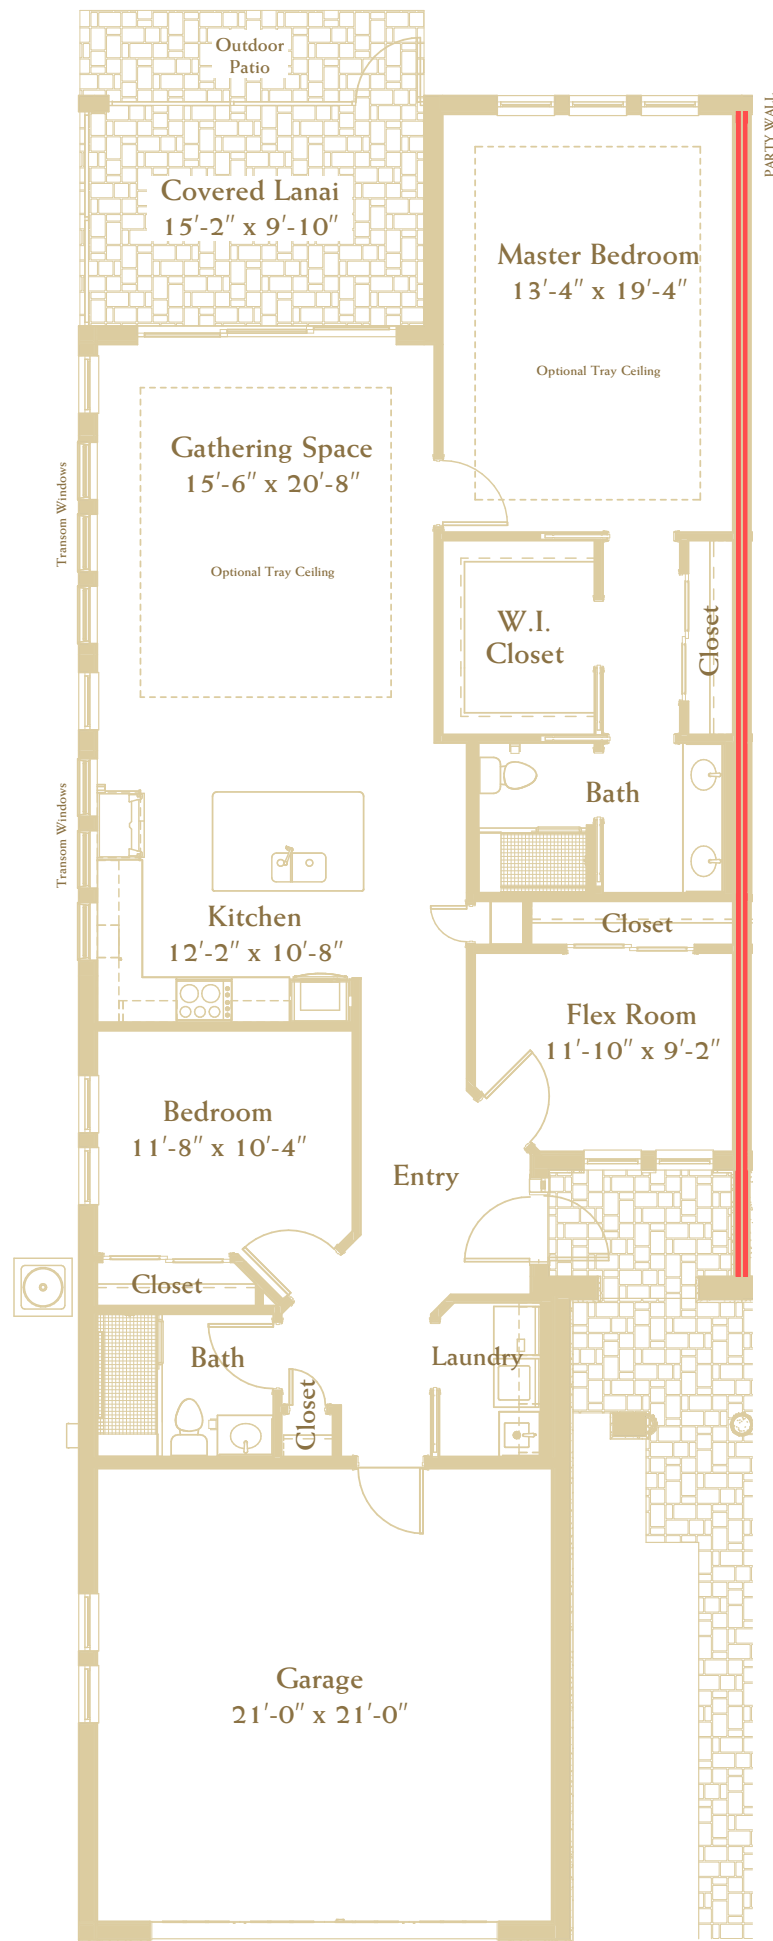 Outdoor
Patio
PARTY WALL
Covered Lanai
15'-2" x 9'-10"
Master Bedroom
13'-4" x 19'-4"
Optional Tray Ceiling
Gathering Space
15'-6" x 20'-8"
Transom Windows
Optional Tray Ceiling
W.I.
Closet
Closet
Bath
Transom Windows
Kitchen
12'-2" x 10'-8"
Closet
Flex Room
11'-10" x 9'-2"
Bedroom
11'-8" x 10'-4"
Entry
Closet
Bath
Laundry
Closet
Garage
21'-0" x 21'-0"